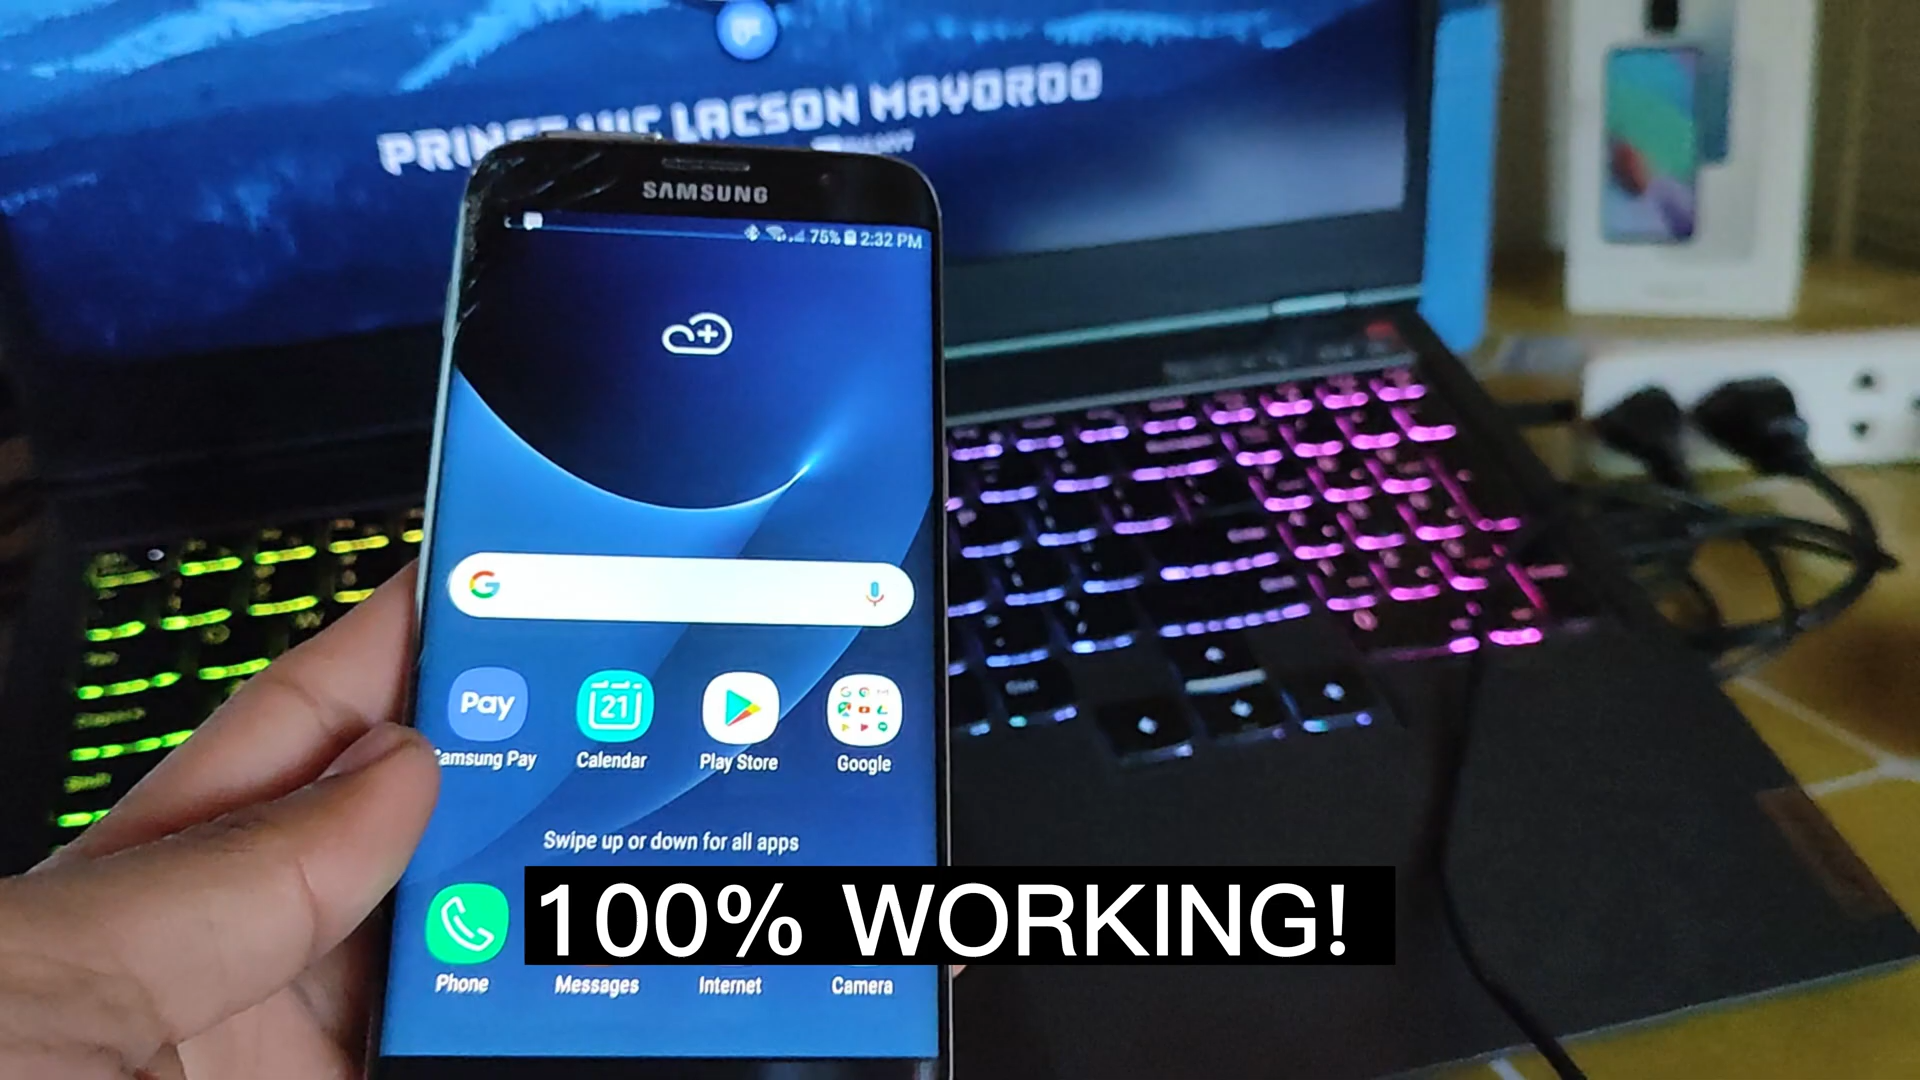 LACSON MAYORDO
SAMSUNG
75% 2:32 PM
G
Pay
21
amsung Pay
Calendar
Play Store
Google
Swipe up or down for all apps
100% WORKING!
Phone
Messages
Internet
Camera